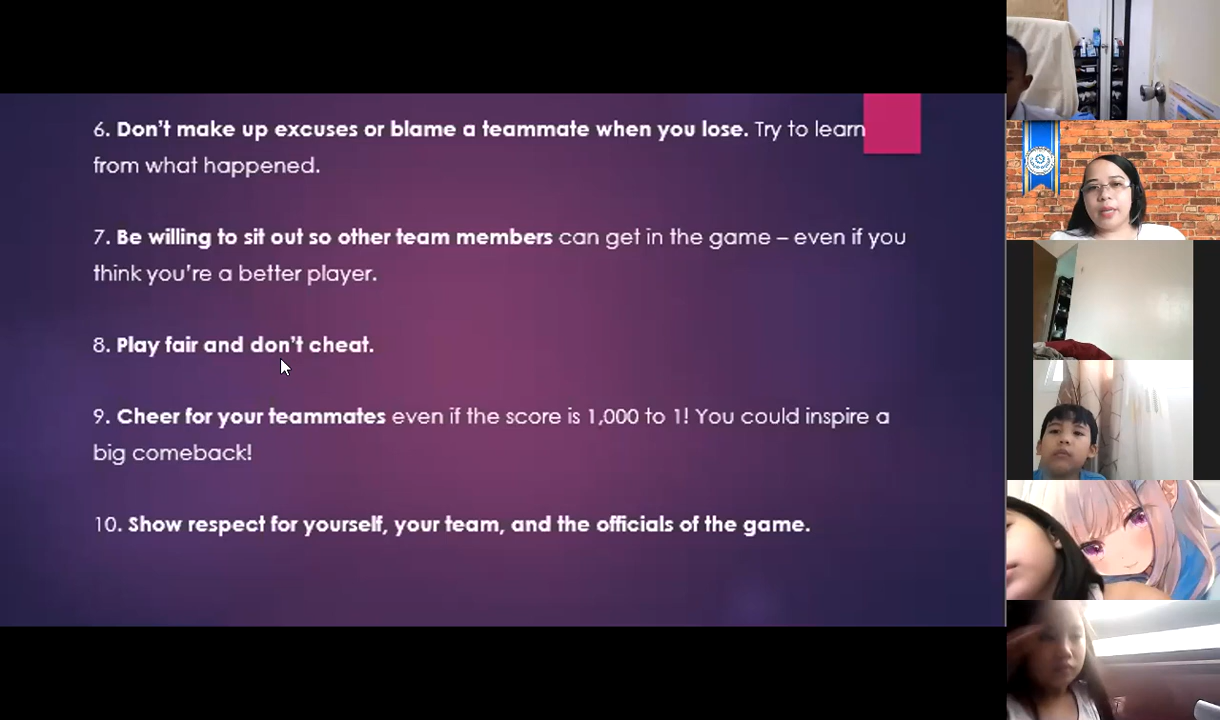 6. Don't make up excuses or blame a teammate when you lose. Try to learn
from what happened.
7. Be willing to sit out so other team members can get in the game – even if you
think you're a better player.
8. Play fair and don't cheat.
9. Cheer for your teammates even if the score is 1,000 to 1! You could inspire a
big comeback!
10. Show respect for yourself, your team, and the officials of the game.